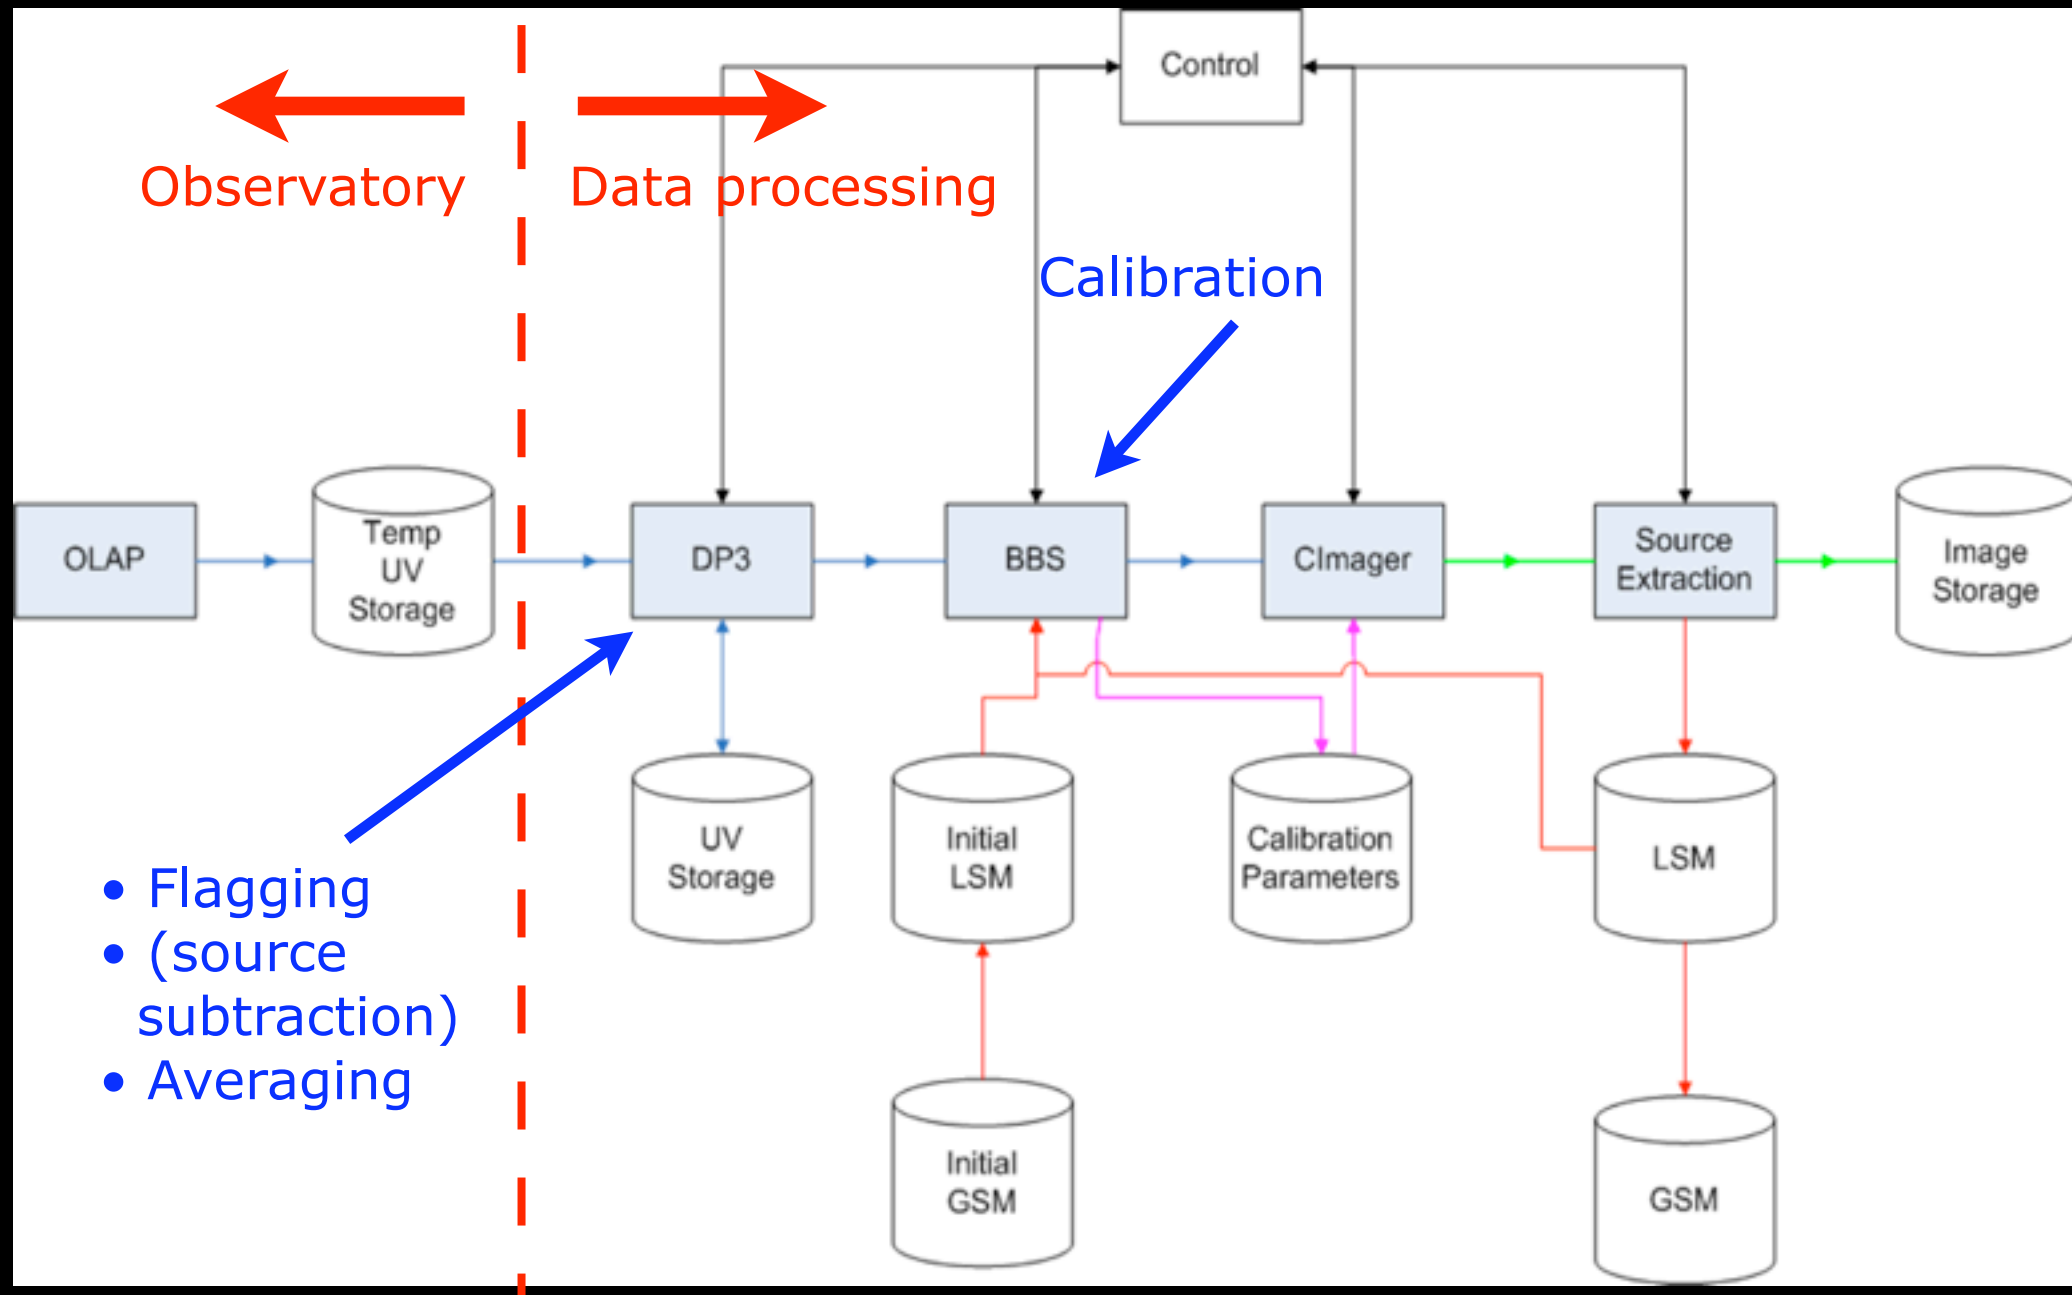 Control
Observatory
Data processing
Calibration
OLAP
Temp
UV
Storage
DP3
BBS
CImager
Source
Extraction
Image
Storage
UV
Storage
Initial
LSM
Calibration
Parameters
LSM
• Flagging
• (source
subtraction)
• Averaging
Initial
GSM
GSM